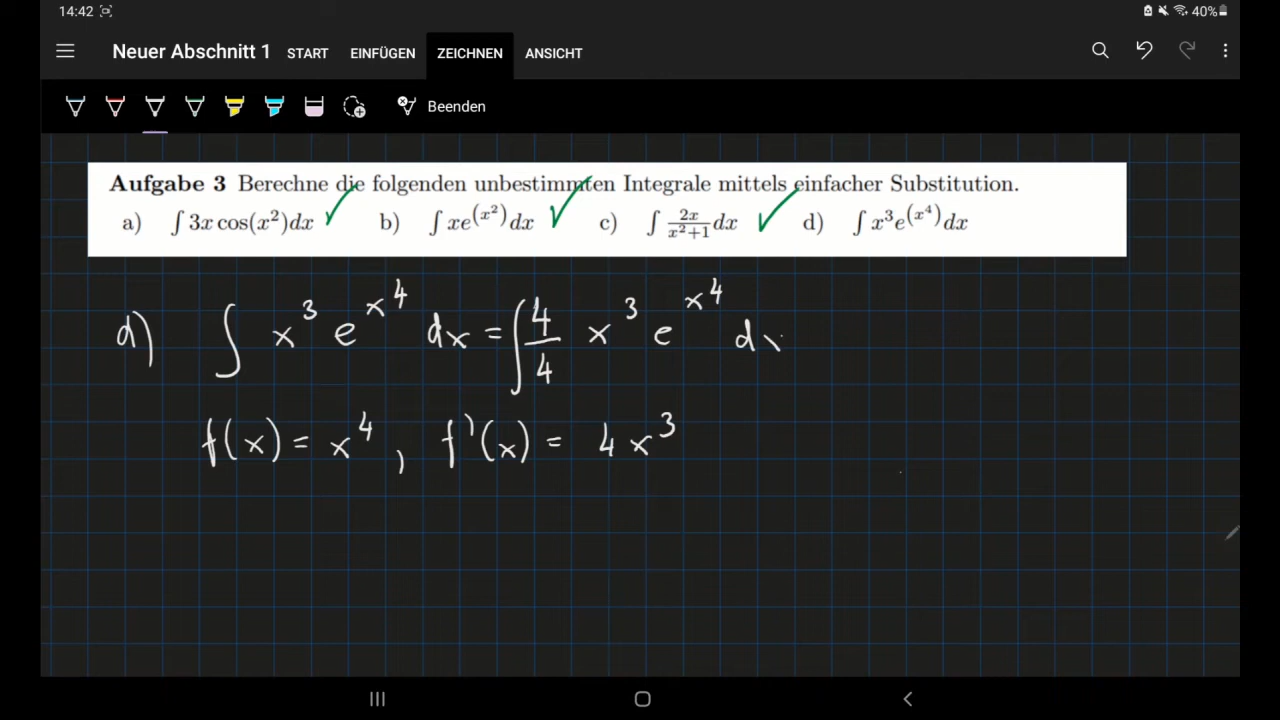 14:42 40%
Neuer Abschnitt 1 START EINFÜGEN ZEICHNEN ANSICHT
Beenden
Aufgabe 3 Berechne die folgenden unbestimmten Integrale mittels einfacher Substitution.
a) ∫ 3x cos(x²)dx b) ∫ xe^(x²) dx c) ∫ 2x/(x²+1) dx d) ∫ x³e^(x⁴) dx
d) ∫ x³ e^x⁴ dx = ∫ 4/4 x³ e^x⁴ dx
f(x) = x⁴ , f'(x) = 4x³